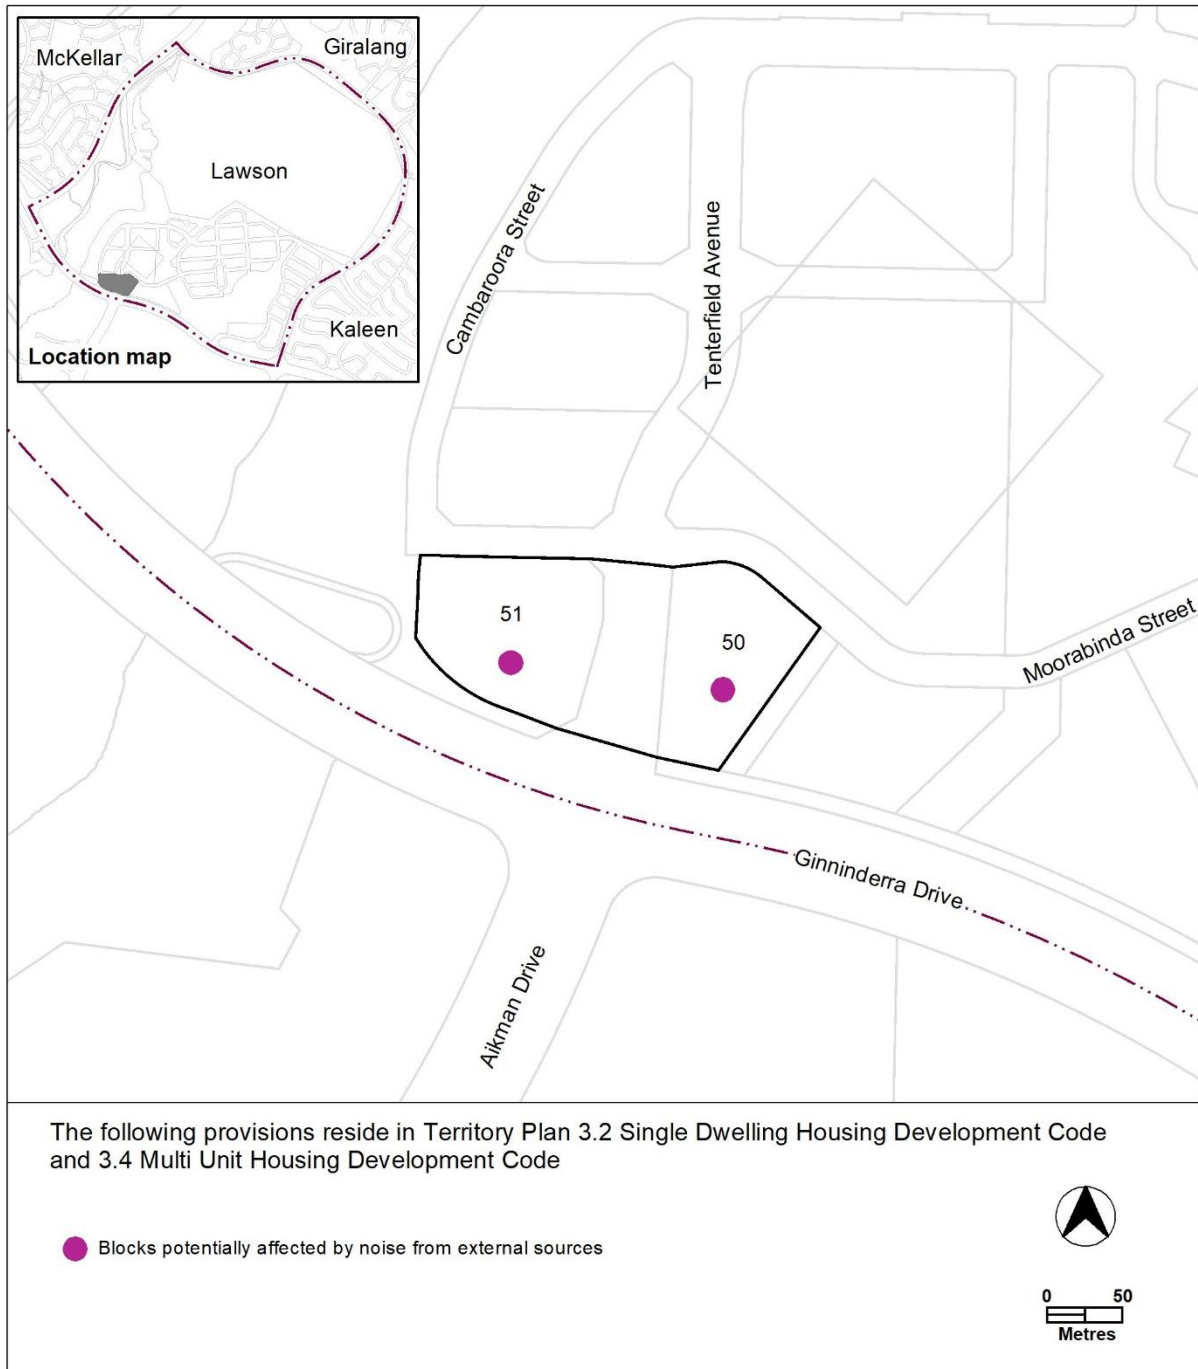 McKellar
Giralang
Lawson
Kaleen
Location map
Cambaroora Street
Tenterfield Avenue
51
50
Moorabinda Street
Ginninderra Drive
Aikman Drive
The following provisions reside in Territory Plan 3.2 Single Dwelling Housing Development Code
and 3.4 Multi Unit Housing Development Code
Blocks potentially affected by noise from external sources
0 50
Metres